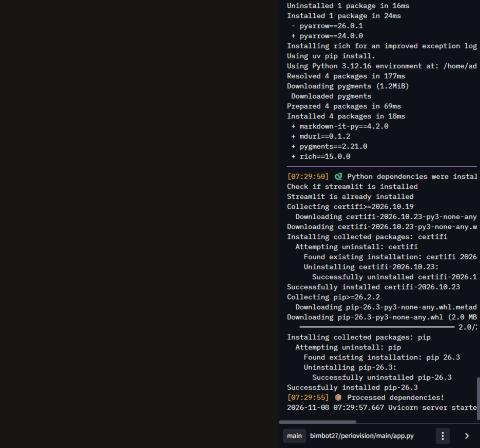 Uninstalled 1 package in 16ms
Installed 1 package in 24ms
- pyarrow==26.0.1
+ pyarrow==24.0.0
Installing rich for an improved exception log
Using uv pip install.
Using Python 3.12.16 environment at: /home/ad
Resolved 4 packages in 177ms
Downloading pygments (1.2MiB)
Downloaded pygments
Prepared 4 packages in 69ms
Installed 4 packages in 18ms
+ markdown-it-py==4.2.0
+ mdurl==0.1.2
+ pygments==2.21.0
+ rich==15.0.0
[07:29:50] Python dependencies were instal
Check if streamlit is installed
Streamlit is already installed
Collecting certifi>=2026.10.19
Downloading certifi-2026.10.23-py3-none-any
Downloading certifi-2026.10.23-py3-none-any.w
Installing collected packages: certifi
Attempting uninstall: certifi
Found existing installation: certifi 2026
Uninstalling certifi-2026.10.23:
Successfully uninstalled certifi-2026.1
Successfully installed certifi-2026.10.23
Collecting pip>=26.2.2
Downloading pip-26.3-py3-none-any.whl.metad
Downloading pip-26.3-py3-none-any.whl (2.0 MB
2.0/
Installing collected packages: pip
Attempting uninstall: pip
Found existing installation: pip 26.3
Uninstalling pip-26.3:
Successfully uninstalled pip-26.3
Successfully installed pip-26.3
[07:29:55] Processed dependencies!
2026-11-08 07:29:57.667 Uvicorn server starte
main bimbot27/periovision/main/app.py